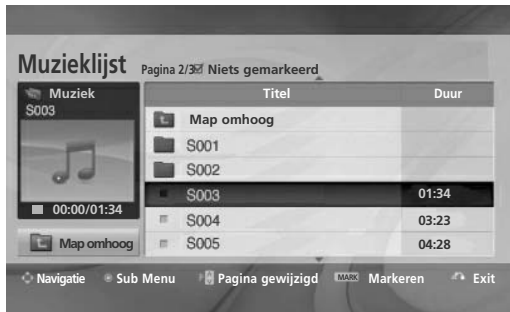 Muzieklijst Pagina 2/3 Niets gemarkeerd
Muziek
S003
00:00/01:34
Map omhoog
Titel Duur
Map omhoog
S001
S002
S003 01:34
S004 03:23
S005 04:28
Navigatie Sub Menu Pagina gewijzigd MARK Markeren Exit